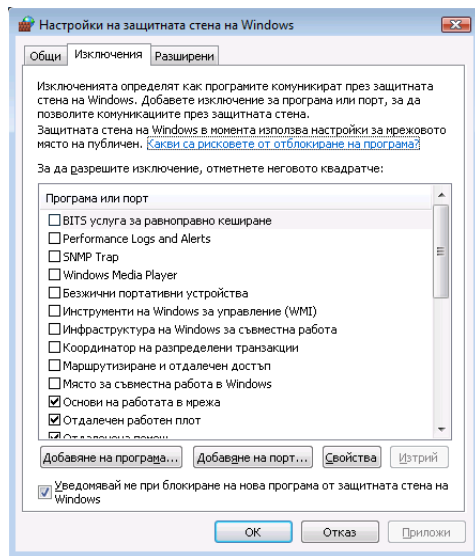 Настройки на защитната стена на Windows
Общи Изключения Разширени
Изключенията определят как програмите комуникират през защитната
стена на Windows. Добавете изключение за програма или порт, за да
позволите комуникациите през защитната стена.
Защитната стена на Windows в момента използва настройки за мрежовото
място на публичен. Какви са рисковете от отблокиране на програма?
За да разрешите изключение, отметнете неговото квадратче:
Програма или порт
BITS услуга за равноправно кеширане
Performance Logs and Alerts
SNMP Trap
Windows Media Player
Безжични портативни устройства
Инструменти на Windows за управление (WMI)
Инфраструктура на Windows за съвместна работа
Координатор на разпределени транзакции
Маршрутизиране и отдалечен достъп
Място за съвместна работа в Windows
Основи на работата в мрежа
Отдалечен работен плот
Отдалечена помощ
Добавяне на програма... Добавяне на порт... Свойства Изтрий
Уведомявай ме при блокиране на нова програма от защитната стена на
Windows
OK Отказ Приложи